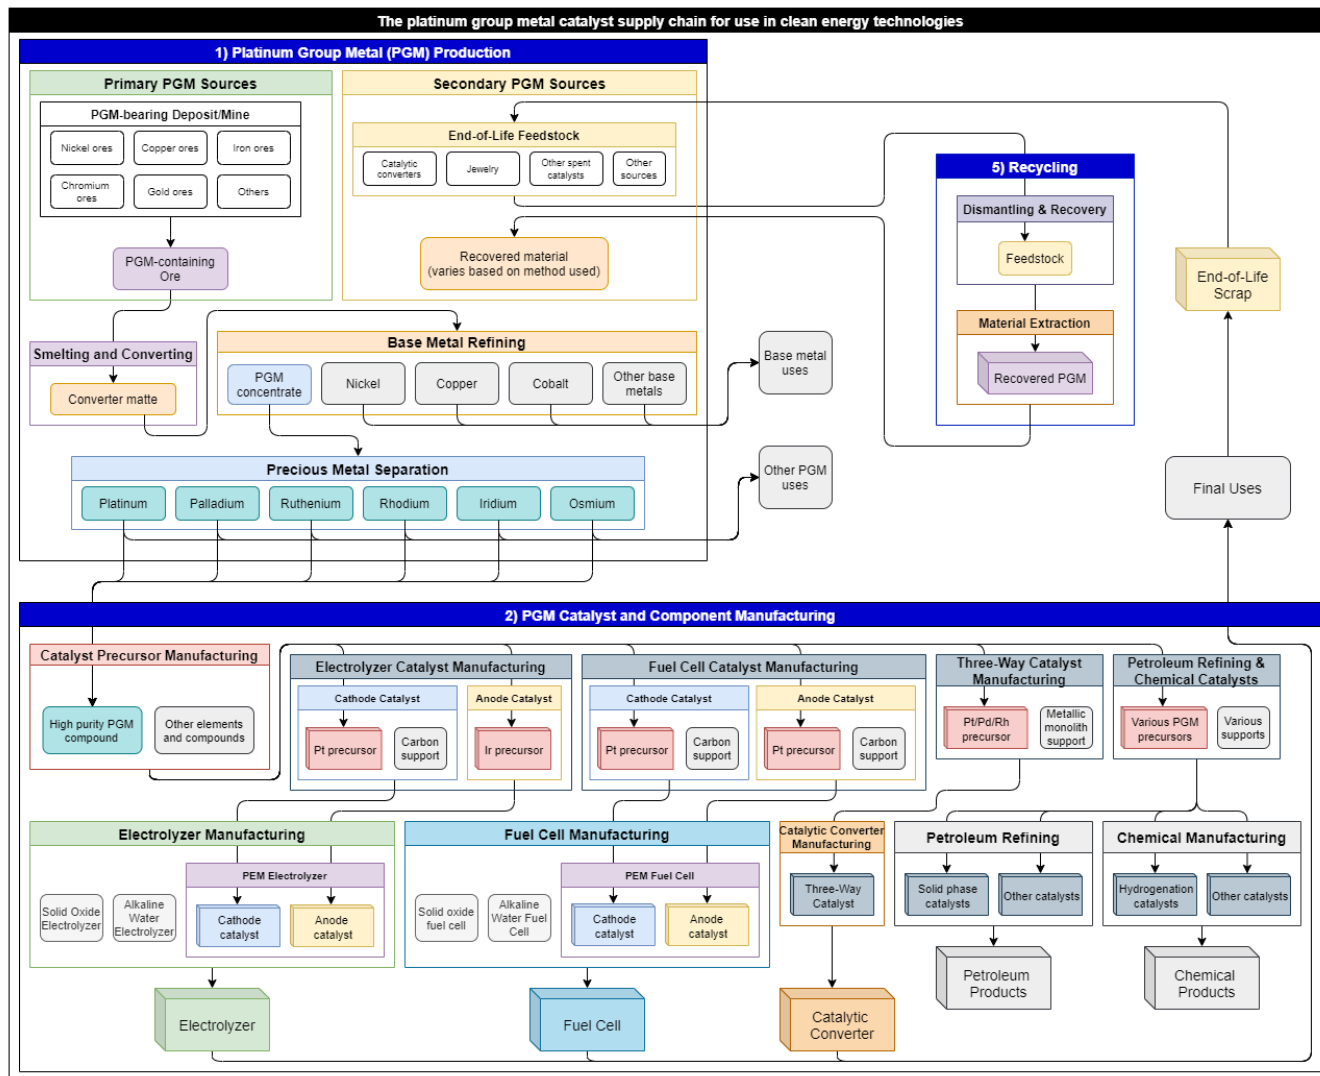 The platinum group metal catalyst supply chain for use in clean energy technologies
1) Platinum Group Metal (PGM) Production
Primary PGM Sources
PGM-bearing Deposit/Mine
Nickel ores
Copper ores
Iron ores
Chromium
ores
Gold ores
Others
PGM-containing
Ore
Secondary PGM Sources
End-of-Life Feedstock
Catalytic
converters
Jewelry
Other spent
catalysts
Other
sources
Recovered material
(varies based on method used)
Smelting and Converting
Converter matte
Base Metal Refining
PGM
concentrate
Nickel
Copper
Cobalt
Other base
metals
Base metal
uses
Precious Metal Separation
Platinum
Palladium
Ruthenium
Rhodium
Iridium
Osmium
Other PGM
uses
5) Recycling
Dismantling & Recovery
Feedstock
Material Extraction
Recovered PGM
End-of-Life
Scrap
Final Uses
2) PGM Catalyst and Component Manufacturing
Catalyst Precursor Manufacturing
High purity PGM
compound
Other elements
and compounds
Electrolyzer Catalyst Manufacturing
Cathode Catalyst
Pt precursor
Carbon
support
Anode Catalyst
Ir precursor
Fuel Cell Catalyst Manufacturing
Cathode Catalyst
Pt precursor
Carbon
support
Anode Catalyst
Pt precursor
Carbon
support
Three-Way Catalyst
Manufacturing
Pt/Pd/Rh
precursor
Metallic
monolith
support
Petroleum Refining &
Chemical Catalysts
Various PGM
precursors
Various
supports
Electrolyzer Manufacturing
Solid Oxide
Electrolyzer
Alkaline
Water
Electrolyzer
PEM Electrolyzer
Cathode
catalyst
Anode
catalyst
Fuel Cell Manufacturing
Solid oxide
fuel cell
Alkaline
Water Fuel
Cell
PEM Fuel Cell
Cathode
catalyst
Anode
catalyst
Catalytic Converter
Manufacturing
Three-Way
Catalyst
Petroleum Refining
Solid phase
catalysts
Other catalysts
Chemical Manufacturing
Hydrogenation
catalysts
Other catalysts
Electrolyzer
Fuel Cell
Catalytic
Converter
Petroleum
Products
Chemical
Products